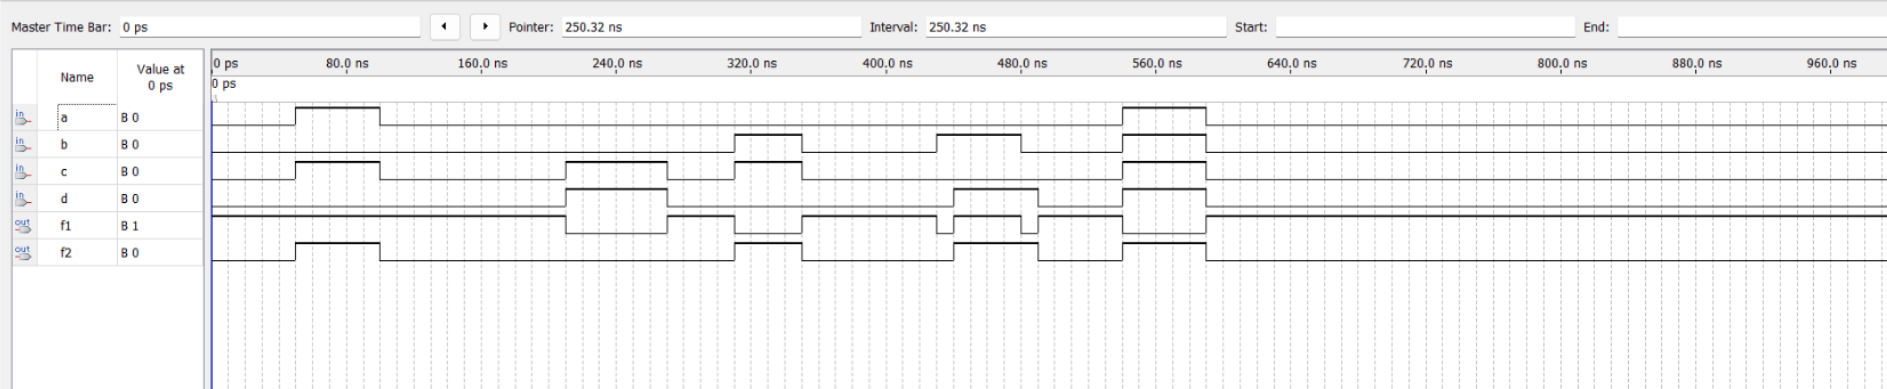 Master Time Bar: 0 ps Pointer: 250.32 ns Interval: 250.32 ns Start: End:
Name Value at 0 ps
0 ps 80.0 ns 160.0 ns 240.0 ns 320.0 ns 400.0 ns 480.0 ns 560.0 ns 640.0 ns 720.0 ns 800.0 ns 880.0 ns 960.0 ns
0 ps
in a B 0
in b B 0
in c B 0
in d B 0
out f1 B 1
out f2 B 0